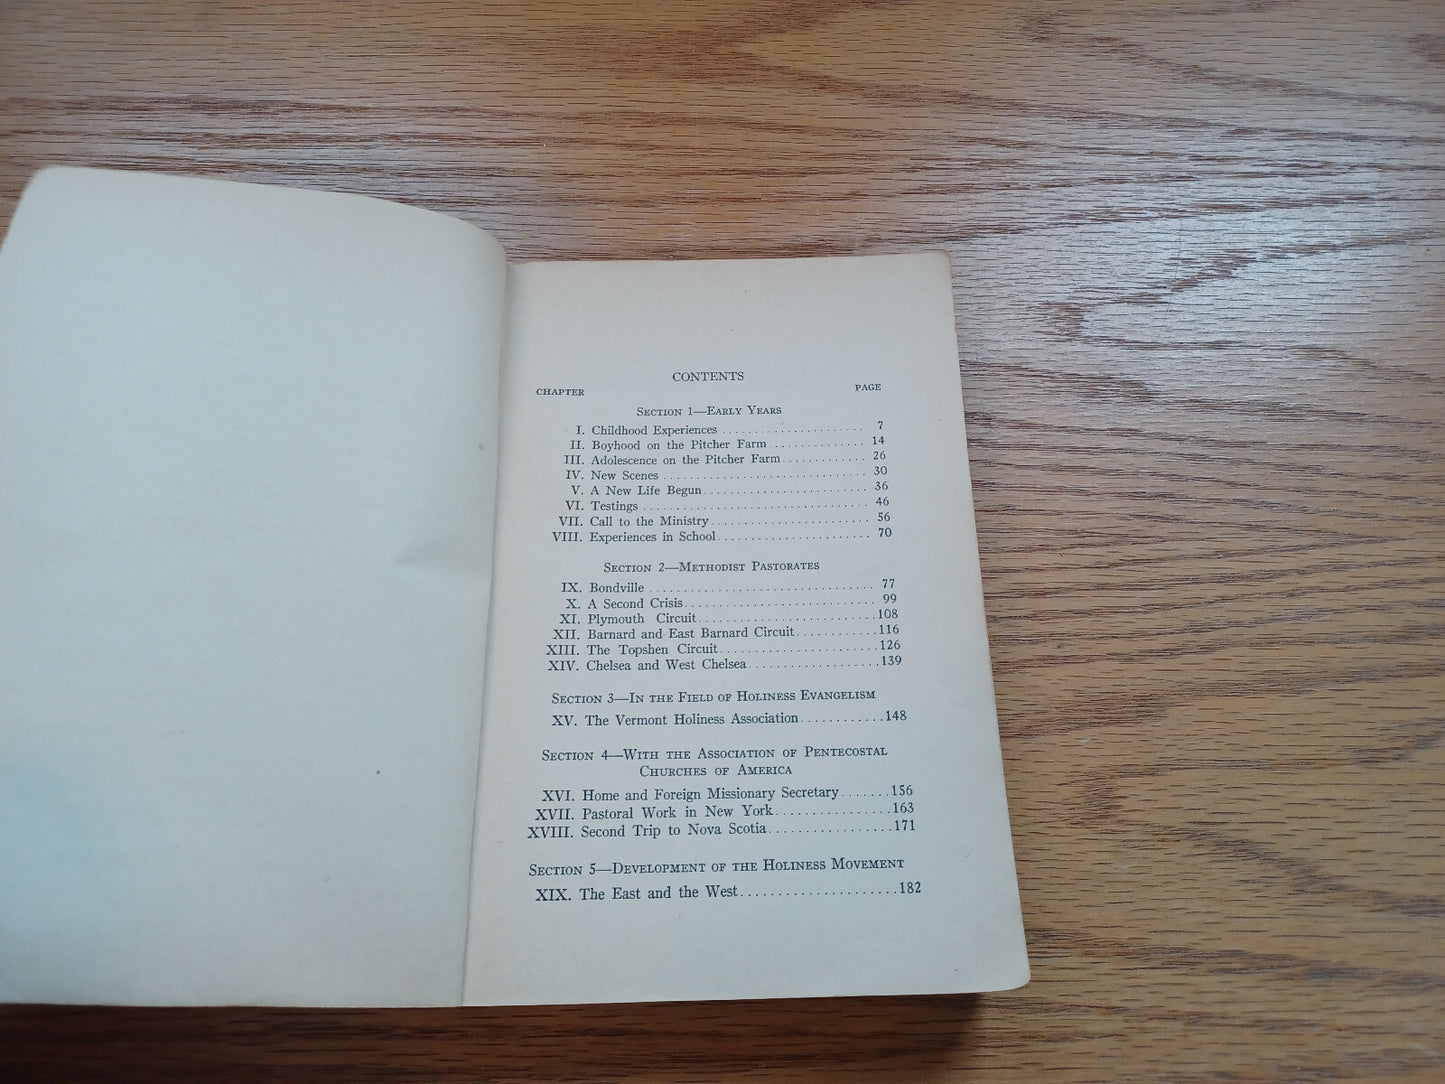 CONTENTS
CHAPTER PAGE
Section 1—Early Years
I. Childhood Experiences ...................... 7
II. Boyhood on the Pitcher Farm............... 14
III. Adolescence on the Pitcher Farm............. 26
IV. New Scenes ............................... 30
V. A New Life Begun......................... 36
VI. Testings ................................... 46
VII. Call to the Ministry......................... 56
VIII. Experiences in School........................ 70
Section 2—Methodist Pastorates
IX. Bondville ................................... 77
X. A Second Crisis.............................. 99
XI. Plymouth Circuit............................108
XII. Barnard and East Barnard Circuit............116
XIII. The Topshen Circuit.........................126
XIV. Chelsea and West Chelsea....................139
Section 3—In the Field of Holiness Evangelism
XV. The Vermont Holiness Association............148
Section 4—With the Association of Pentecostal
Churches of America
XVI. Home and Foreign Missionary Secretary.......156
XVII. Pastoral Work in New York................163
XVIII. Second Trip to Nova Scotia.................171
Section 5—Development of the Holiness Movement
XIX. The East and the West.....................182